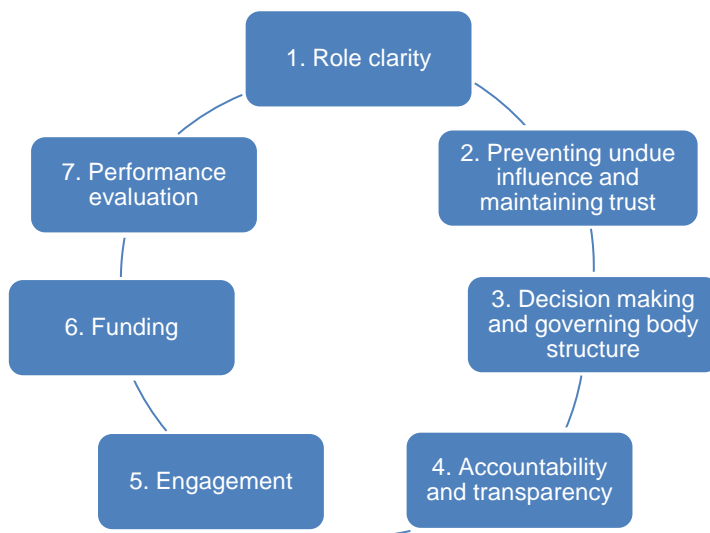 1. Role clarity
2. Preventing undue
influence and
maintaining trust
3. Decision making
and governing body
structure
4. Accountability
and transparency
5. Engagement
6. Funding
7. Performance
evaluation